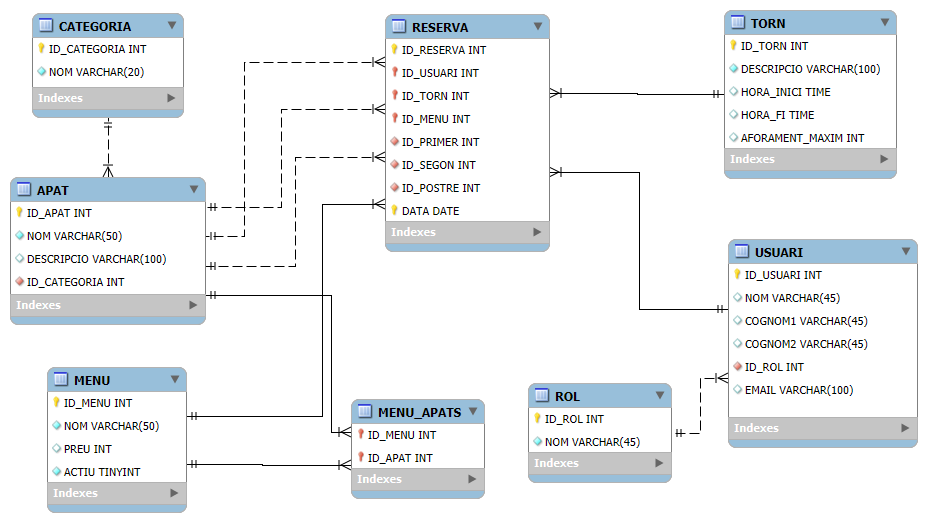 CATEGORIA
ID_CATEGORIA INT
NOM VARCHAR(20)
Indexes
RESERVA
ID_RESERVA INT
ID_USUARI INT
ID_TORN INT
ID_MENU INT
ID_PRIMER INT
ID_SEGON INT
ID_POSTRE INT
DATA DATE
Indexes
TORN
ID_TORN INT
DESCRIPCIO VARCHAR(100)
HORA_INICI TIME
HORA_FI TIME
AFORAMENT_MAXIM INT
Indexes
APAT
ID_APAT INT
NOM VARCHAR(50)
DESCRIPCIO VARCHAR(100)
ID_CATEGORIA INT
Indexes
USUARI
ID_USUARI INT
NOM VARCHAR(45)
COGNOM1 VARCHAR(45)
COGNOM2 VARCHAR(45)
ID_ROL INT
EMAIL VARCHAR(100)
Indexes
MENU
ID_MENU INT
NOM VARCHAR(50)
PREU INT
ACTIU TINYINT
Indexes
MENU_APATS
ID_MENU INT
ID_APAT INT
Indexes
ROL
ID_ROL INT
NOM VARCHAR(45)
Indexes